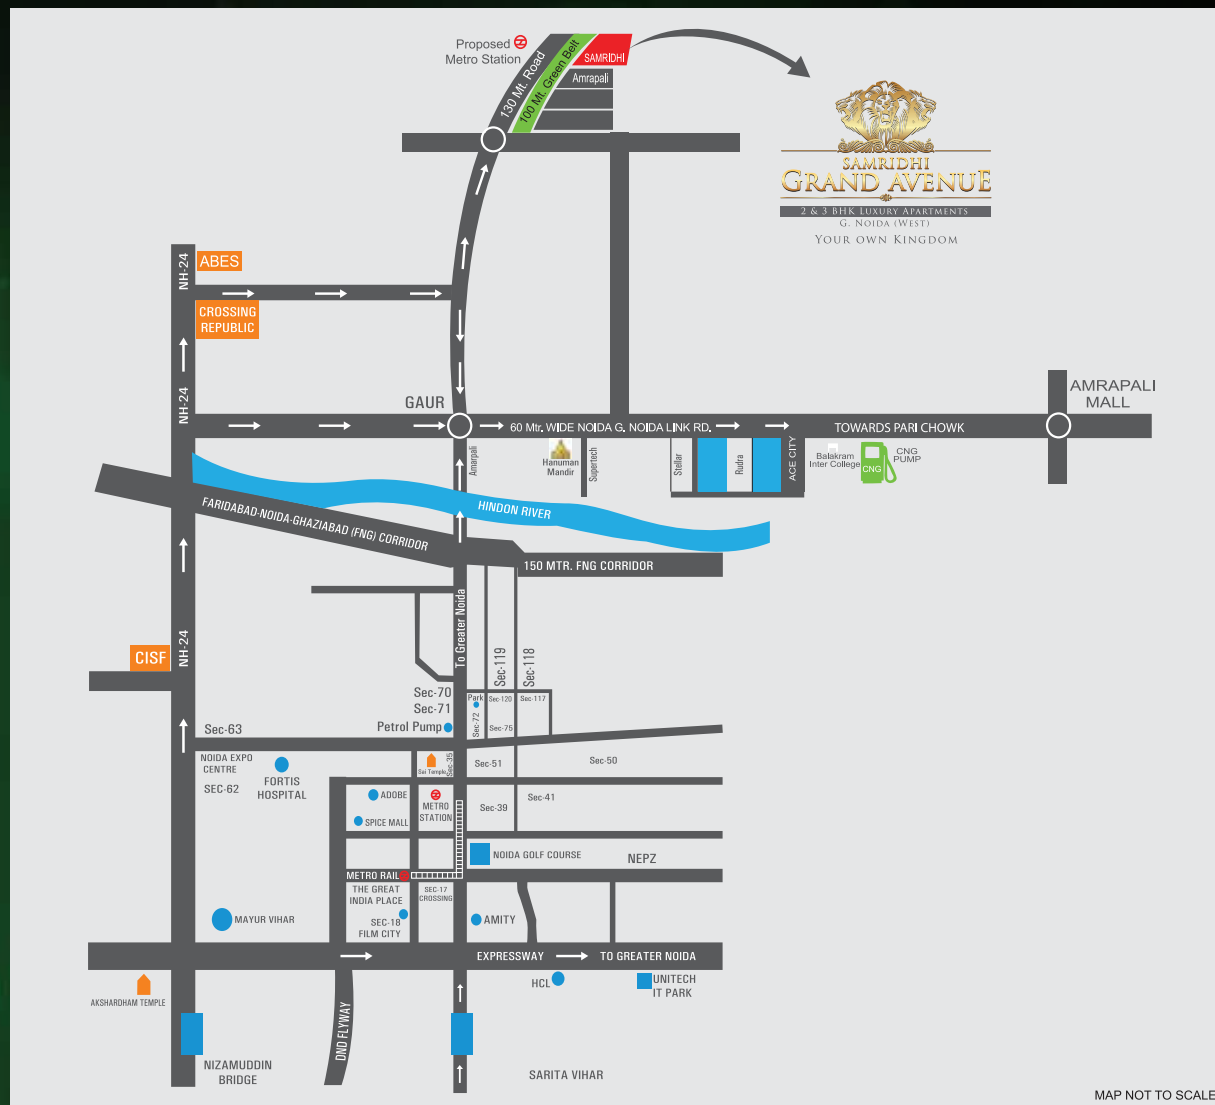 Proposed
Metro Station
130 Mt. Road
100 Mt. Green Belt
SAMRIDHI
Amrapali
SAMRIDHI
GRAND AVENUE
2 & 3 BHK LUXURY APARTMENTS
G. NOIDA (WEST)
YOUR OWN KINGDOM
NH-24
ABES
CROSSING
REPUBLIC
NH-24
GAUR
60 Mtr. WIDE NOIDA G. NOIDA LINK RD.
TOWARDS PARI CHOWK
AMRAPALI
MALL
Amarpali
Hanuman
Mandir
Supertech
Stellar
Rudra
ACE CITY
Balakram
Inter College
CNG
CNG
PUMP
HINDON RIVER
FARIDABAD-NOIDA-GHAZIABAD (FNG) CORRIDOR
150 MTR. FNG CORRIDOR
To Greater Noida
NH-24
CISF
Sec-119
Sec-118
Sec-70
Sec-71
Petrol Pump
Park
Sec-120
Sec-117
Sec-72
Sec-75
Sec-63
NOIDA EXPO
CENTRE
SEC-62
FORTIS
HOSPITAL
Sai Temple
Sec-35
Sec-51
Sec-50
ADOBE
SPICE MALL
METRO
STATION
Sec-39
Sec-41
NOIDA GOLF COURSE
NEPZ
METRO RAIL
THE GREAT
INDIA PLACE
SEC-17
CROSSING
SEC-18
FILM CITY
MAYUR VIHAR
AMITY
EXPRESSWAY
TO GREATER NOIDA
HCL
UNITECH
IT PARK
AKSHARDHAM TEMPLE
DND FLYWAY
NIZAMUDDIN
BRIDGE
SARITA VIHAR
MAP NOT TO SCALE